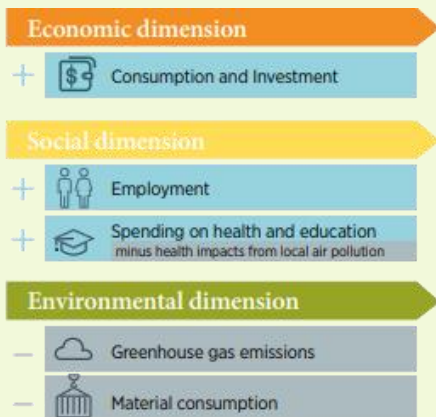 Economic dimension
+ Consumption and Investment
Social dimension
+ Employment
+ Spending on health and education
minus health impacts from local air pollution
Environmental dimension
– Greenhouse gas emissions
– Material consumption